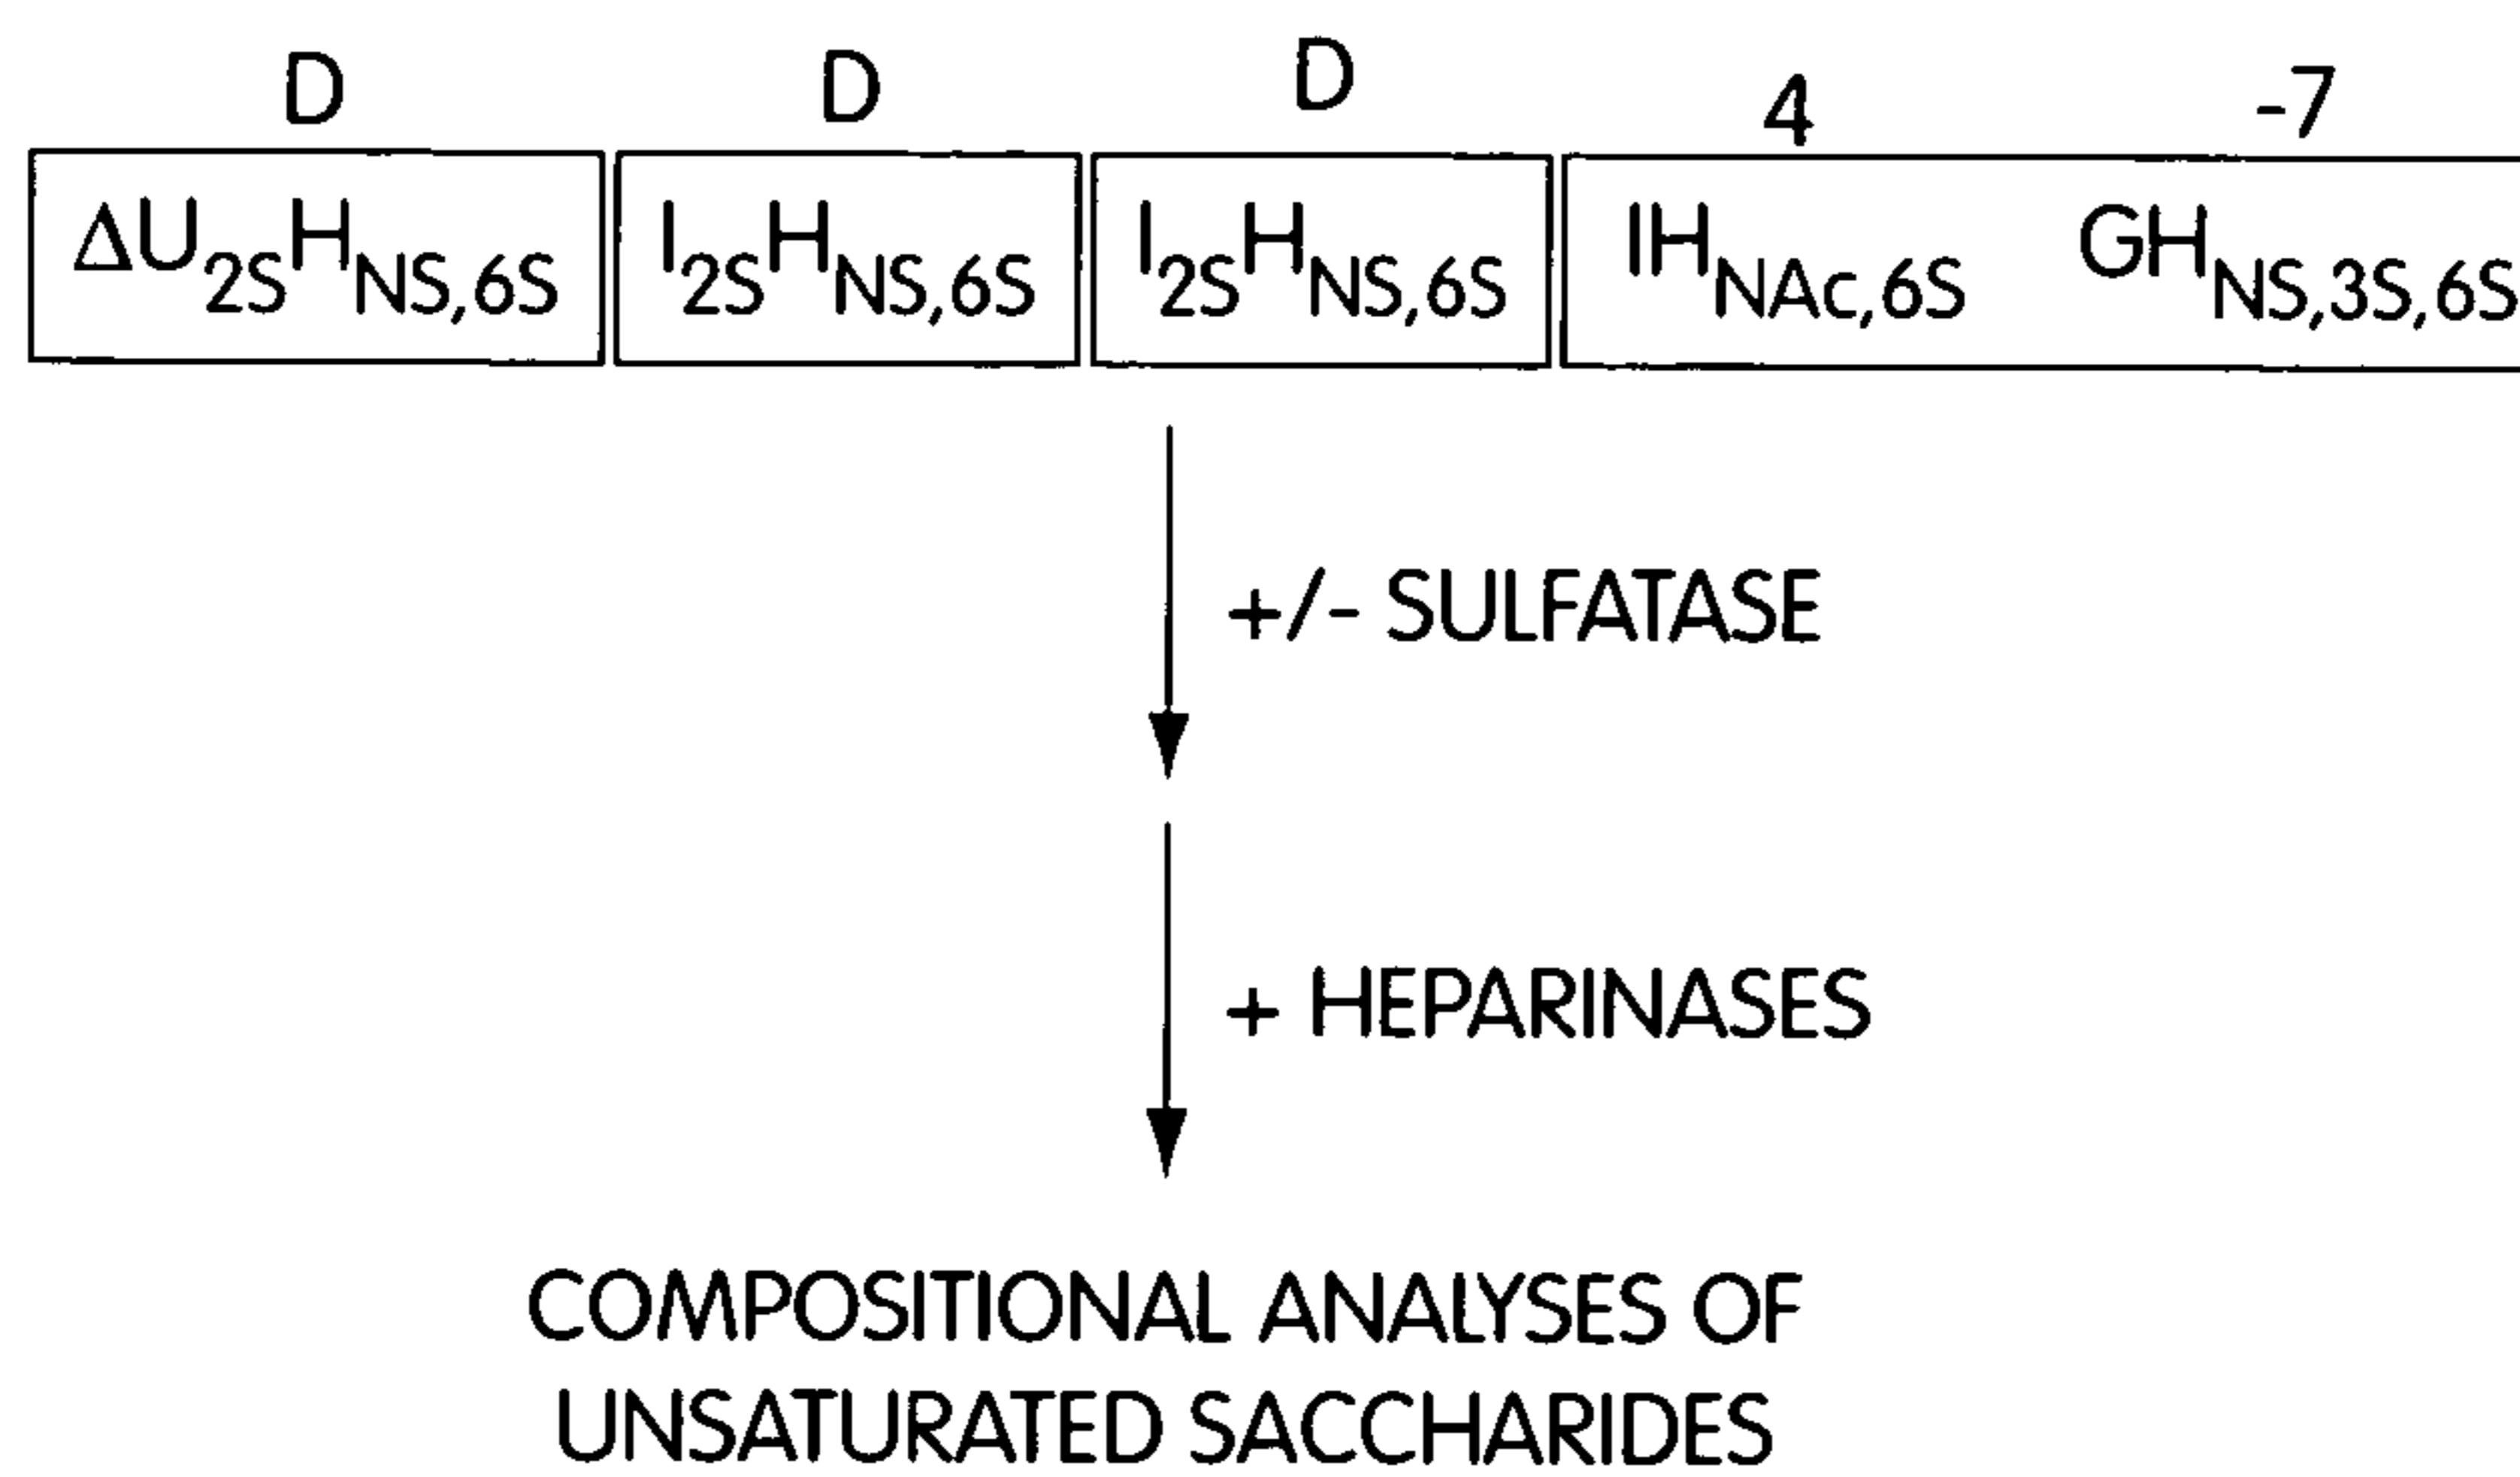 D D D 4 -7
ΔU2SHNS,6S I2SHNS,6S I2SHNS,6S IHNAc,6S GHNS,3S,6S
+/- SULFATASE
+ HEPARINASES
COMPOSITIONAL ANALYSES OF
UNSATURATED SACCHARIDES